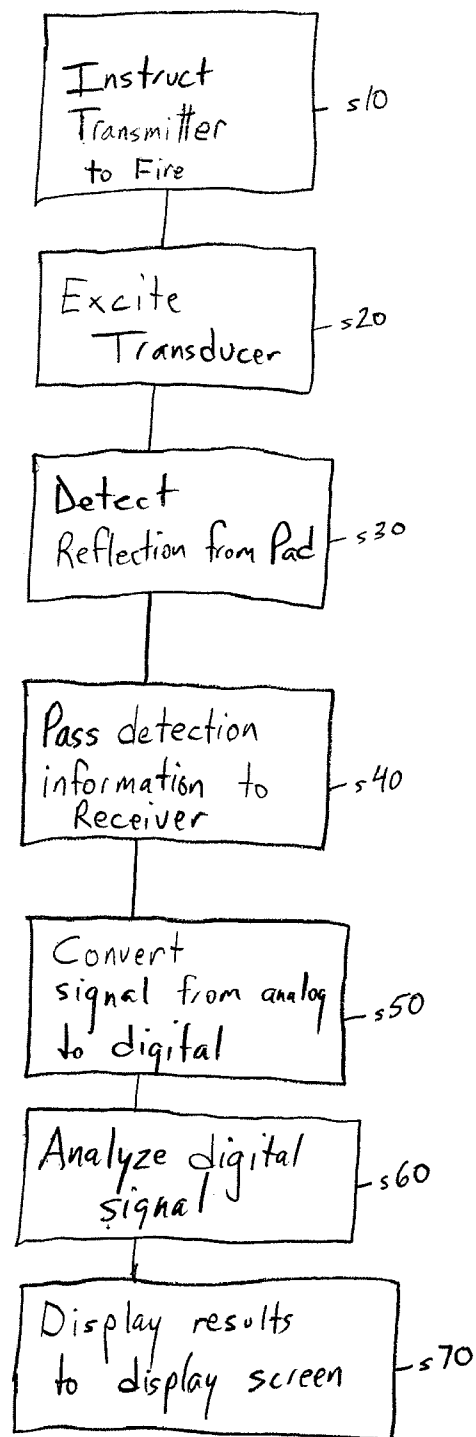 Instruct
Transmitter
to Fire
s10
Excite
Transducer
s20
Detect
Reflection from Pad
s30
Pass detection
information to
Receiver
s40
Convert
signal from analog
to digital
s50
Analyze digital
signal
s60
Display results
to display screen
s70